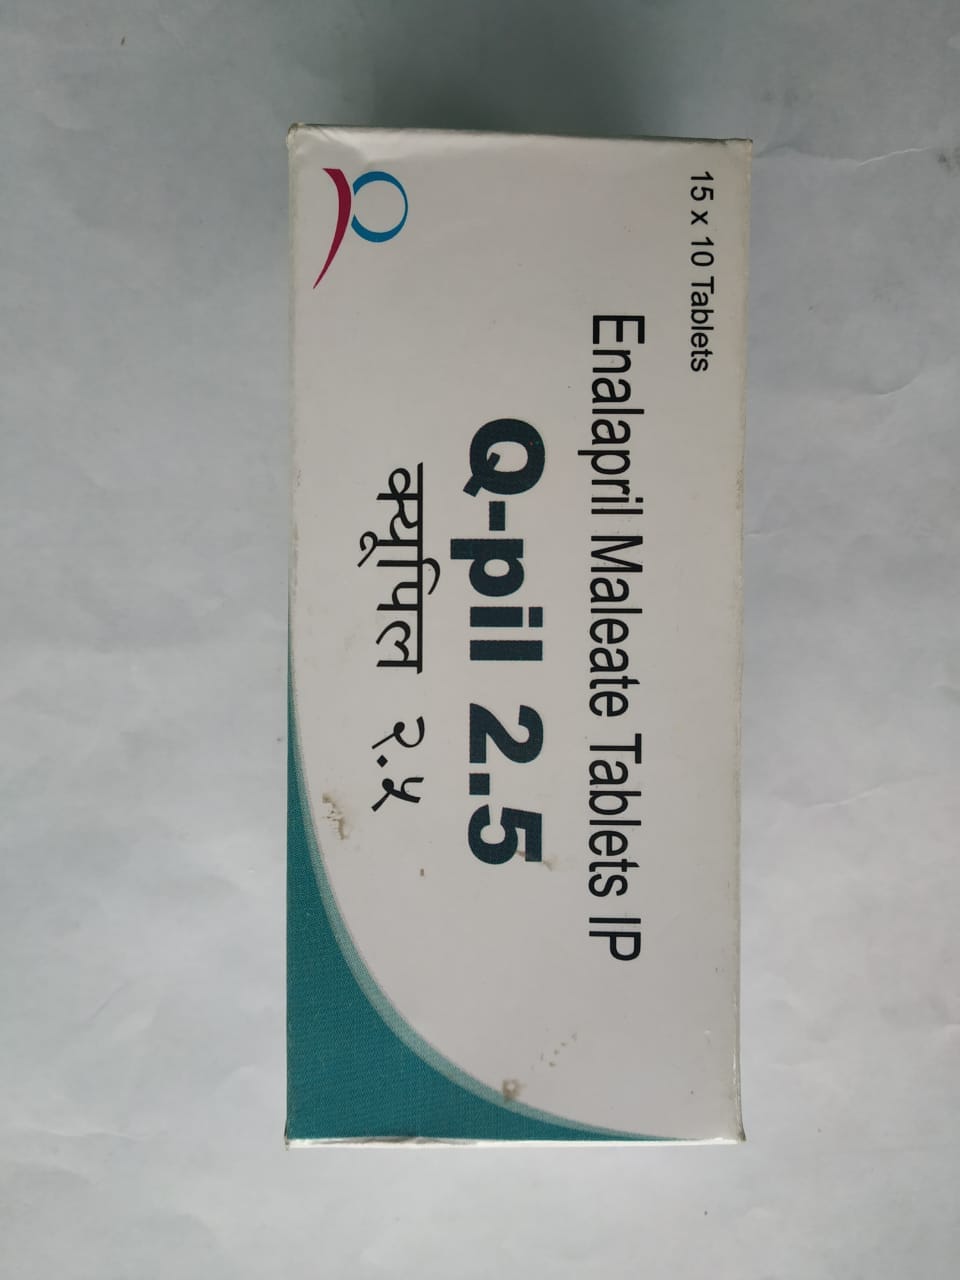 15 x 10 Tablets
Enalapril Maleate Tablets IP
Q-pil 2.5
क्यूपिल २.५